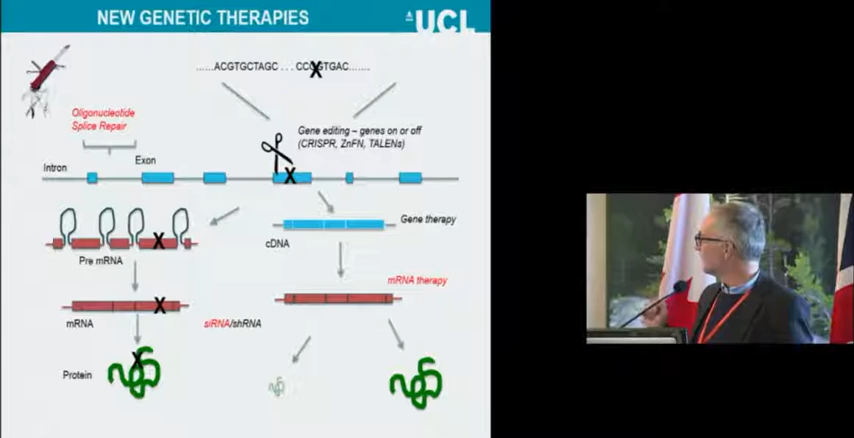 NEW GENETIC THERAPIES
UCL
......ACGTGCTAGC . . . CCCGTGAC.......
Oligonucleotide
Splice Repair
Gene editing – genes on or off
(CRISPR, ZnFN, TALENs)
Intron
Exon
X
Gene therapy
cDNA
X
Pre mRNA
mRNA therapy
X
mRNA
siRNA/shRNA
X
Protein